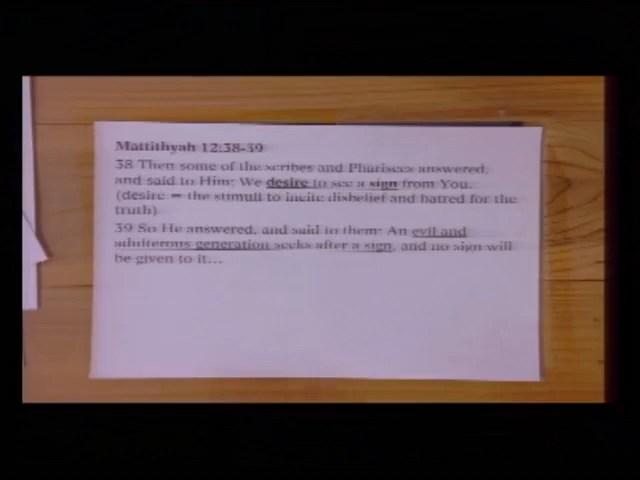 Mattithyah 12:38-39
38 Then some of the scribes and Pharisees answered,
and said to Him; We desire to see a sign from You.
(desire = the stimuli to incite disbelief and hatred for the
truth)
39 So He answered, and said to them: An evil and
adulterous generation seeks after a sign, and no sign will
be given to it...